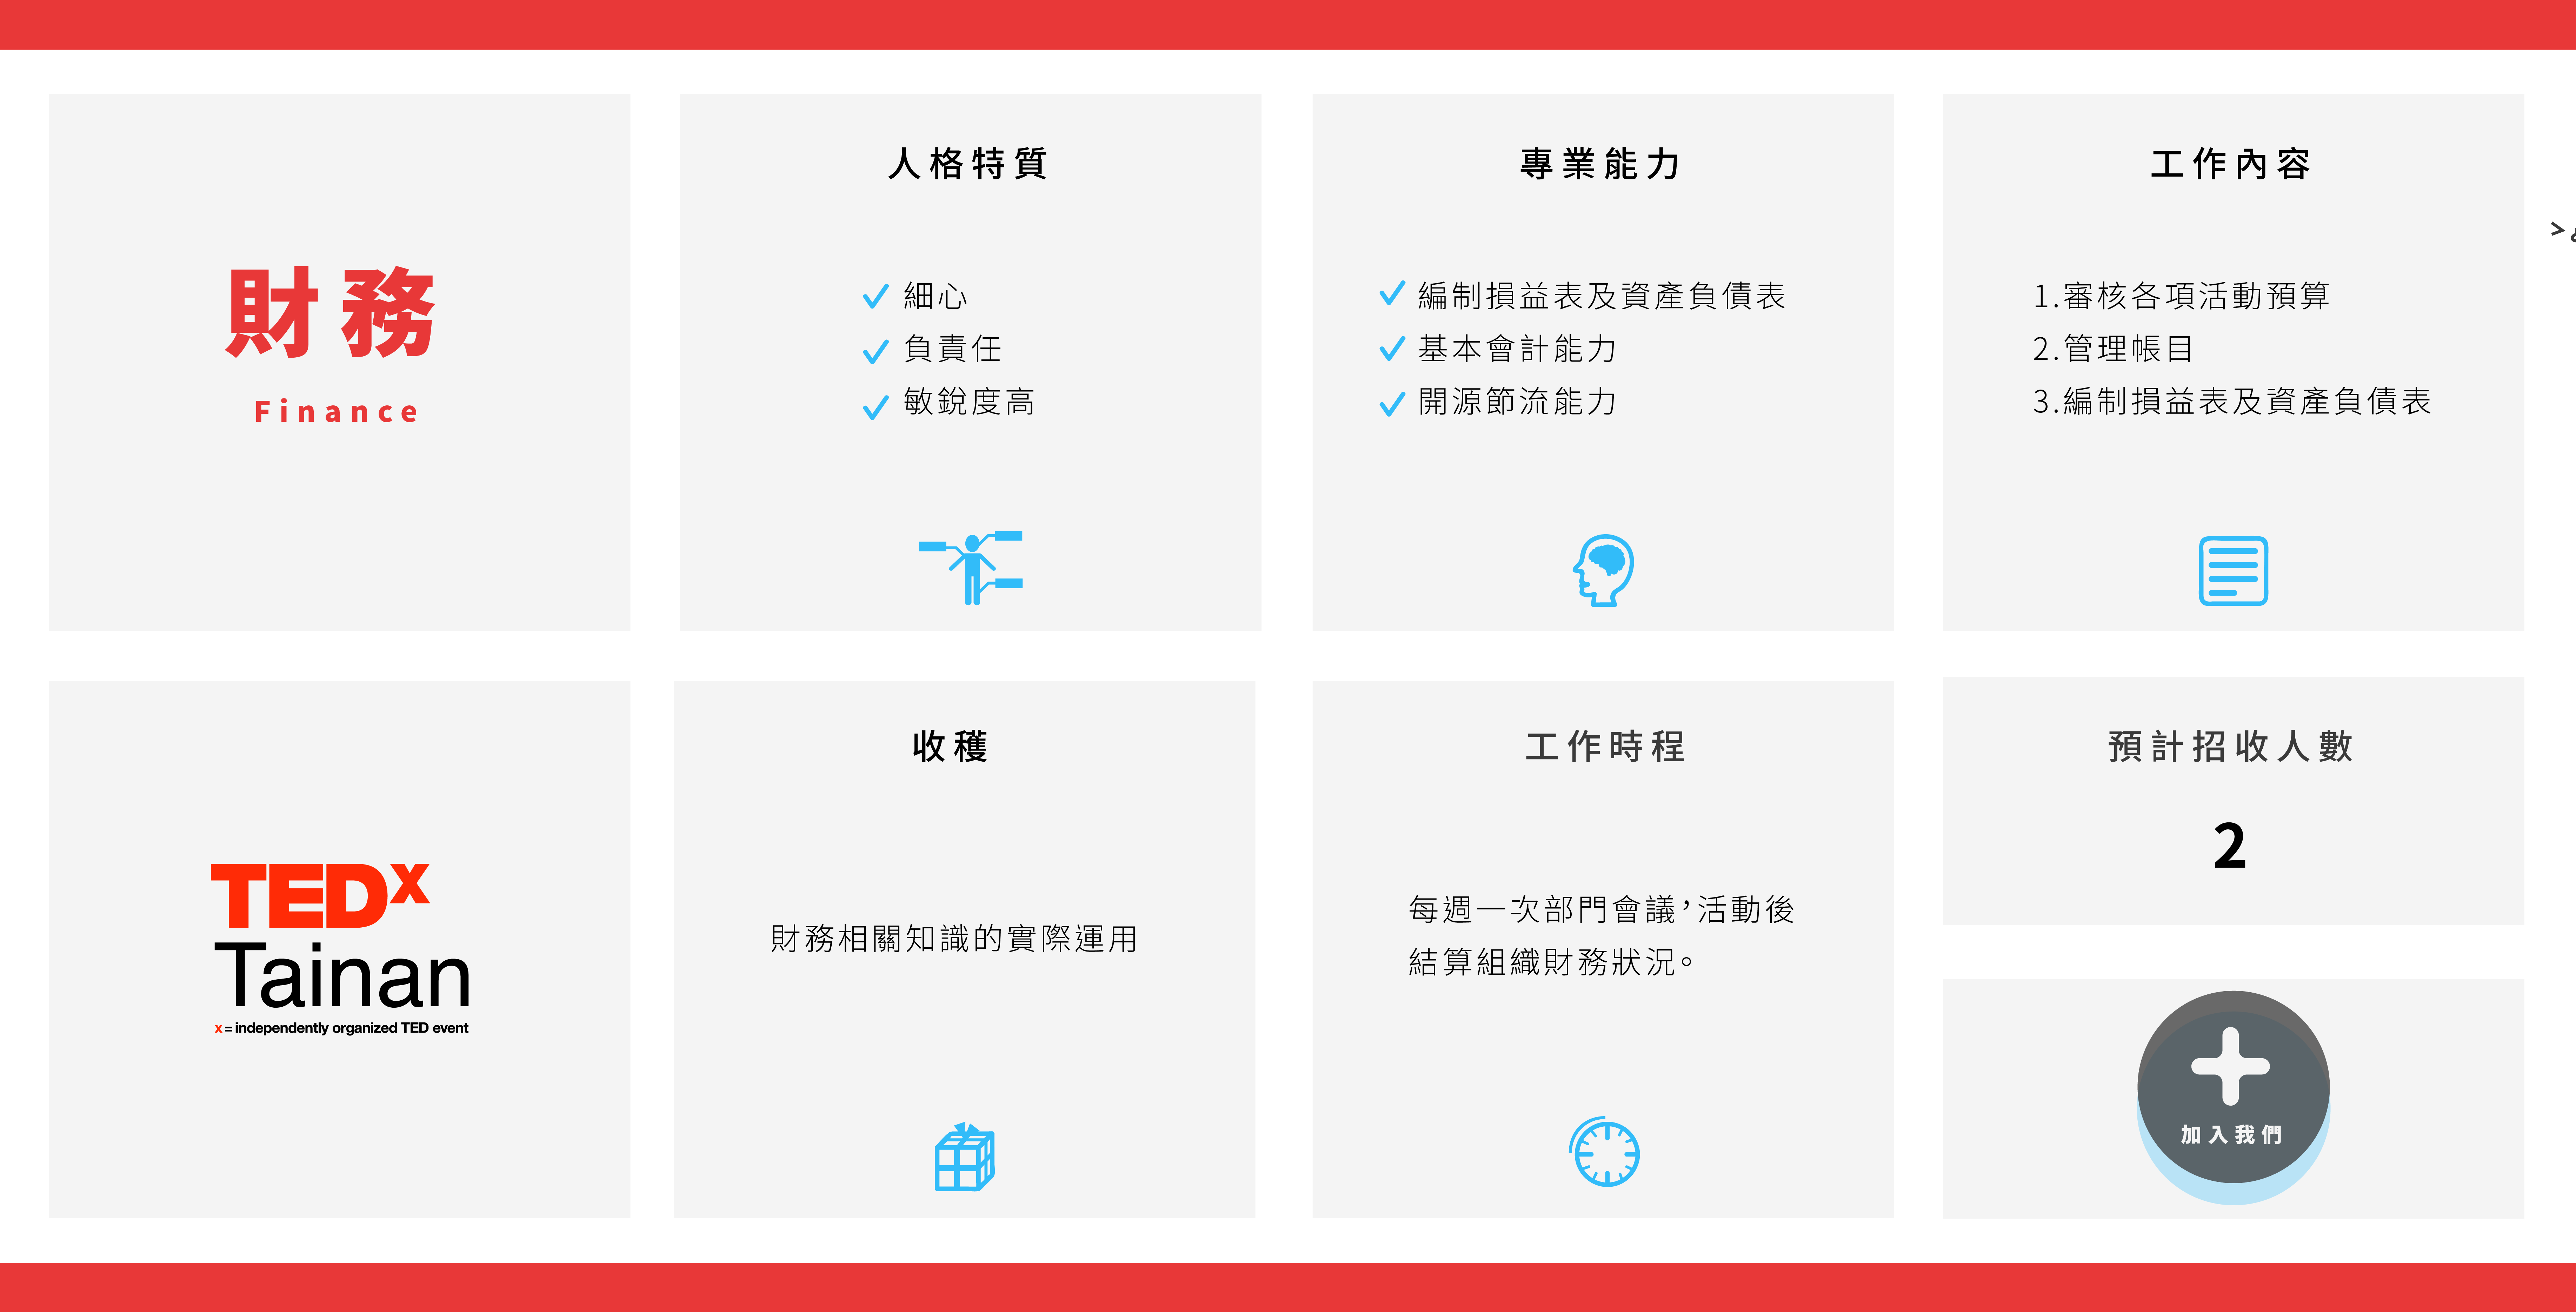 財務
Finance
人格特質
細心
負責任
敏銳度高
專業能力
編制損益表及資產負債表
基本會計能力
開源節流能力
工作內容
1.審核各項活動預算
2.管理帳目
3.編制損益表及資產負債表
>
TEDx
Tainan
x = independently organized TED event
收穫
財務相關知識的實際運用
工作時程
每週一次部門會議，活動後
結算組織財務狀況。
預計招收人數
2
加入我們